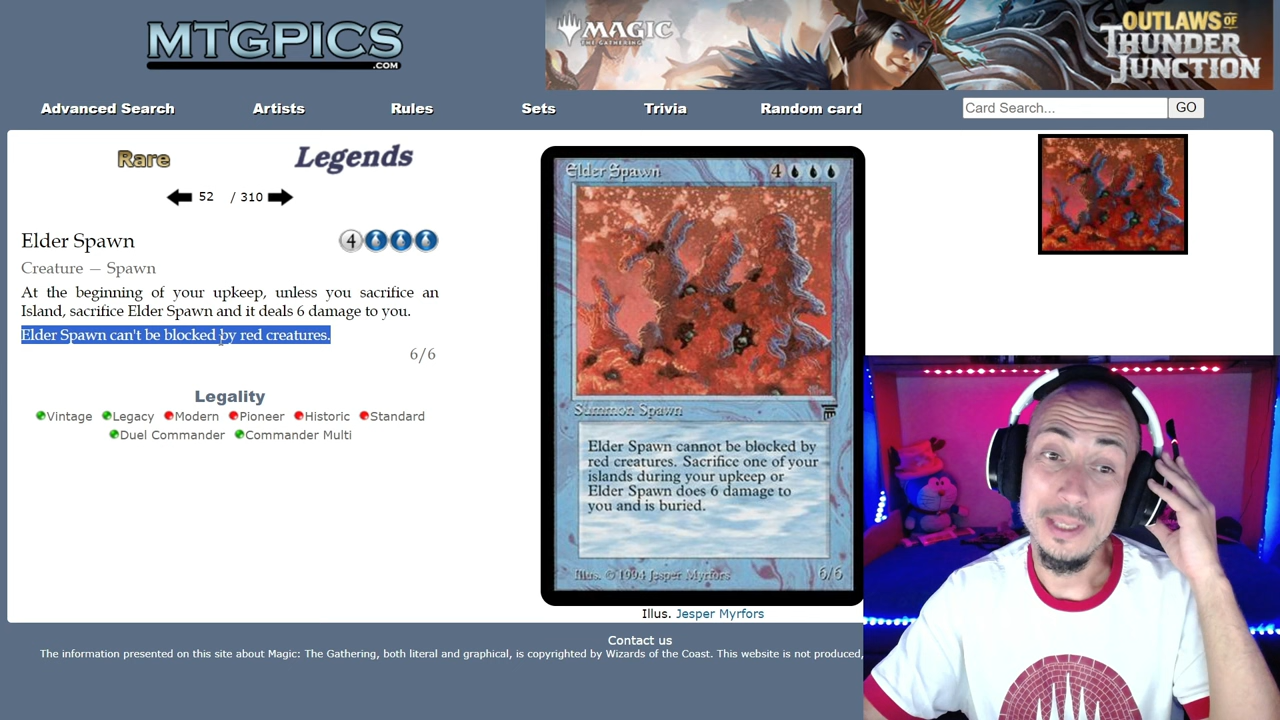 MTGPICS
.COM
MAGIC
THE GATHERING
OUTLAWS OF
THUNDER
JUNCTION
Advanced Search Artists Rules Sets Trivia Random card Card Search... GO
Rare Legends
52 / 310
Elder Spawn 4
Creature — Spawn
At the beginning of your upkeep, unless you sacrifice an
Island, sacrifice Elder Spawn and it deals 6 damage to you.
Elder Spawn can't be blocked by red creatures.
6/6
Legality
Vintage Legacy Modern Pioneer Historic Standard
Duel Commander Commander Multi
Elder Spawn 4
Summon Spawn
Elder Spawn cannot be blocked by
red creatures. Sacrifice one of your
islands during your upkeep or
Elder Spawn does 6 damage to
you and is buried.
Illus. © 1994 Jesper Myrfors 6/6
Illus. Jesper Myrfors
Contact us
The information presented on this site about Magic: The Gathering, both literal and graphical, is copyrighted by Wizards of the Coast. This website is not produced,